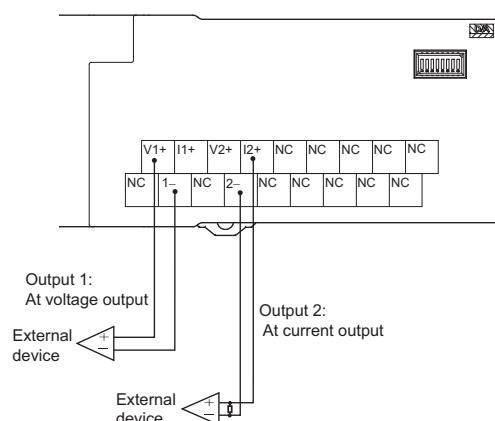 D/A
V1+ I1+ V2+ I2+ NC NC NC NC NC
NC 1– NC 2– NC NC NC NC NC
Output 1:
At voltage output
External
device
+
–
Output 2:
At current output
External
device
+
–